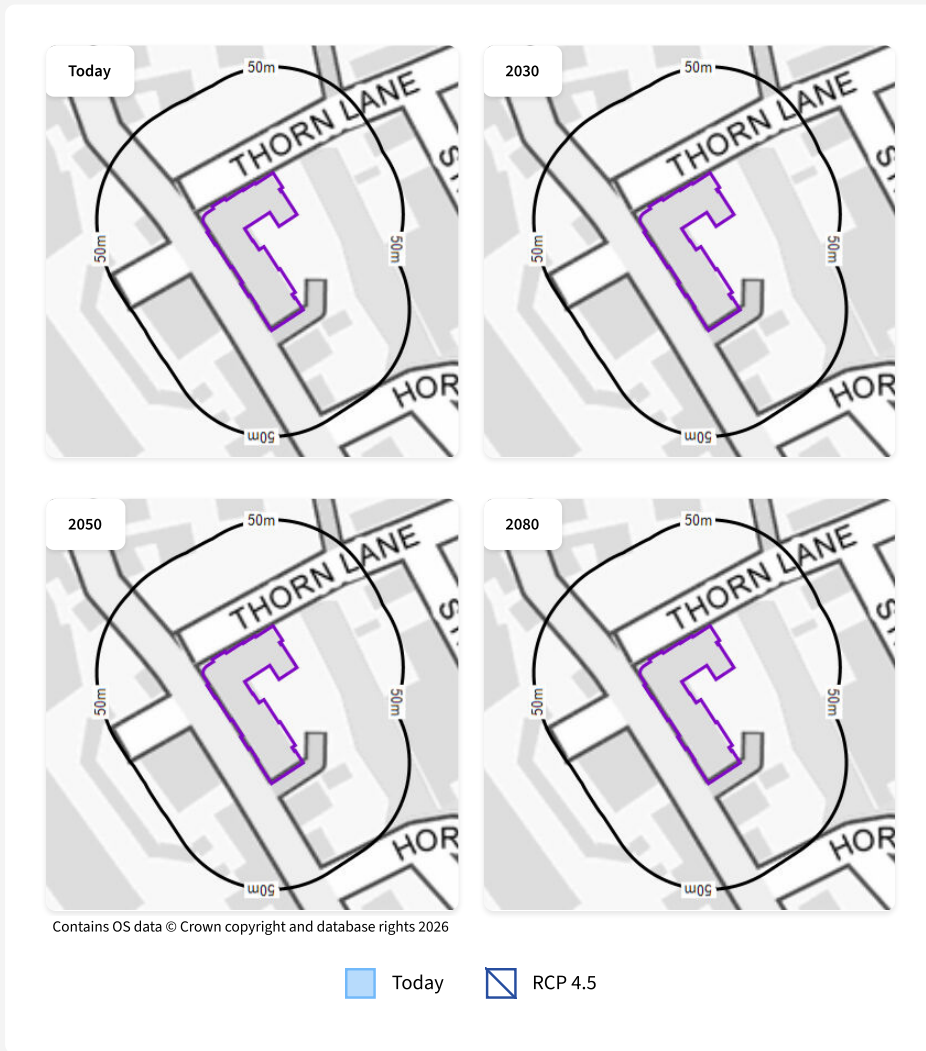 Today
50m
THORN LANE
50m
50m
HOR
50m
2030
50m
THORN LANE
50m
50m
HOR
50m
2050
50m
THORN LANE
50m
50m
HOR
50m
2080
50m
THORN LANE
50m
50m
HOR
50m
Contains OS data © Crown copyright and database rights 2026
Today
RCP 4.5